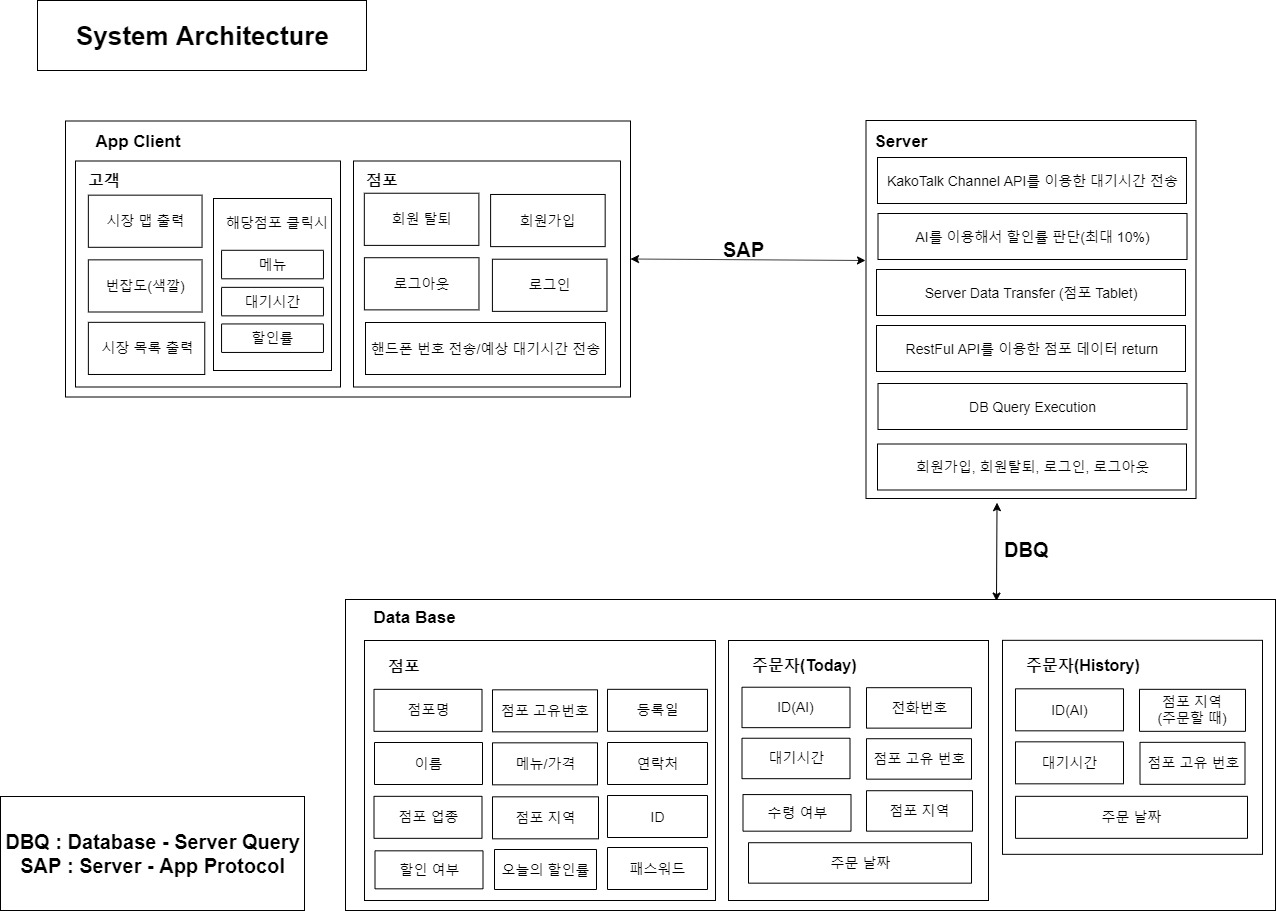 System Architecture
App Client
고객
시장 맵 출력
번잡도(색깔)
시장 목록 출력
해당점포 클릭시
메뉴
대기시간
할인률
점포
회원 탈퇴
회원가입
로그아웃
로그인
핸드폰 번호 전송/예상 대기시간 전송
SAP
Server
KakoTalk Channel API를 이용한 대기시간 전송
AI를 이용해서 할인률 판단(최대 10%)
Server Data Transfer (점포 Tablet)
RestFul API를 이용한 점포 데이터 return
DB Query Execution
회원가입, 회원탈퇴, 로그인, 로그아웃
DBQ
Data Base
점포
점포명
점포 고유번호
등록일
이름
메뉴/가격
연락처
점포 업종
점포 지역
ID
할인 여부
오늘의 할인률
패스워드
주문자(Today)
ID(AI)
전화번호
대기시간
점포 고유 번호
수령 여부
점포 지역
주문 날짜
주문자(History)
ID(AI)
점포 지역
(주문할 때)
대기시간
점포 고유 번호
주문 날짜
DBQ : Database - Server Query
SAP : Server - App Protocol